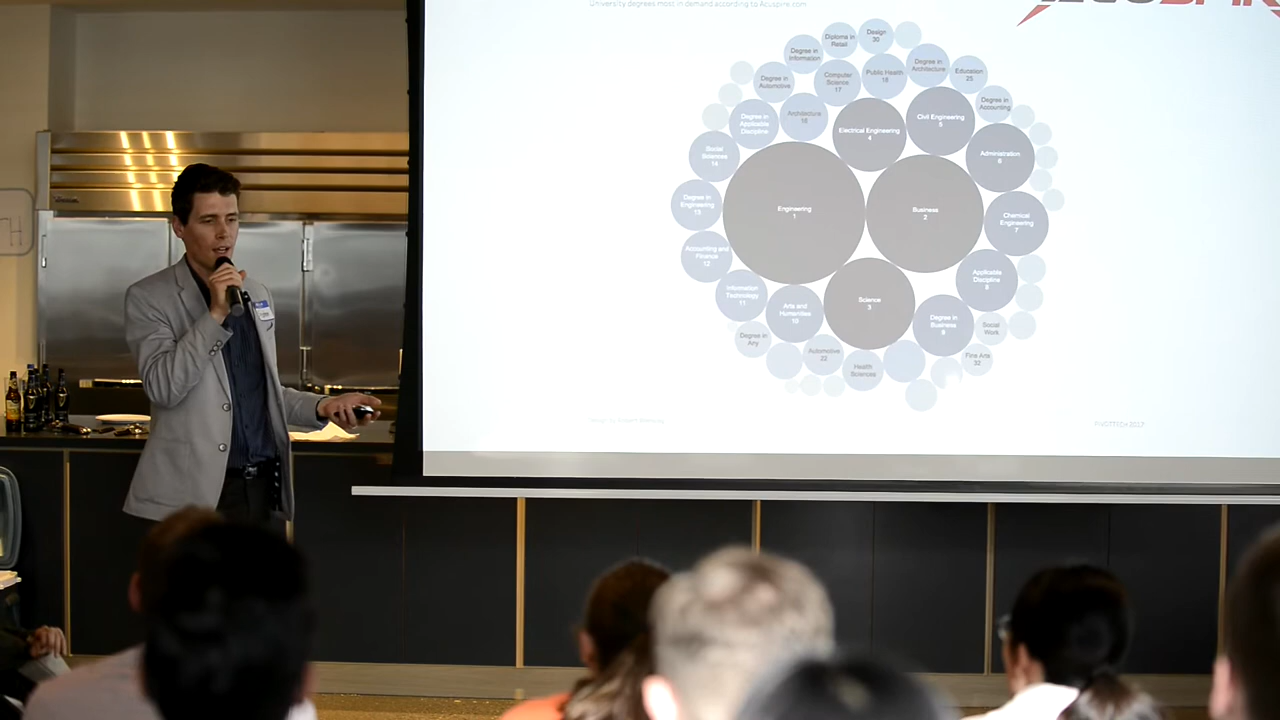 University degrees most in demand according to Acuspire.com
ACUSPIRE
Design
30
Diploma in
Retail
Degree in
Information
Degree in
Architecture
Public Health
18
Education
25
Degree in
Automotive
Computer
Science
17
Degree in
Accounting
Architecture
16
Degree in
Applicable
Discipline
Civil Engineering
5
Electrical Engineering
4
Social
Sciences
14
Administration
6
Degree in
Engineering
13
Engineering
1
Business
2
Chemical
Engineering
7
Accounting and
Finance
12
Applicable
Discipline
9
Information
Technology
11
Arts and
Humanities
10
Science
3
Degree in
Business
8
Social
Work
Degree in
Any
Automotive
22
Health
Sciences
Fine Arts
32
PIVOTTECH 2017